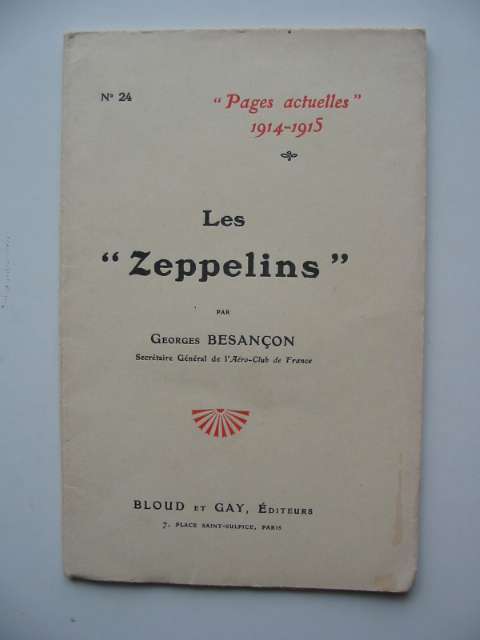 Nº 24
"Pages actuelles"
1914-1915
Les
"Zeppelins"
PAR
GEORGES BESANÇON
Secrétaire Général de l'Aéro-Club de France
BLOUD ET GAY, ÉDITEURS
7, PLACE SAINT-SULPICE, PARIS